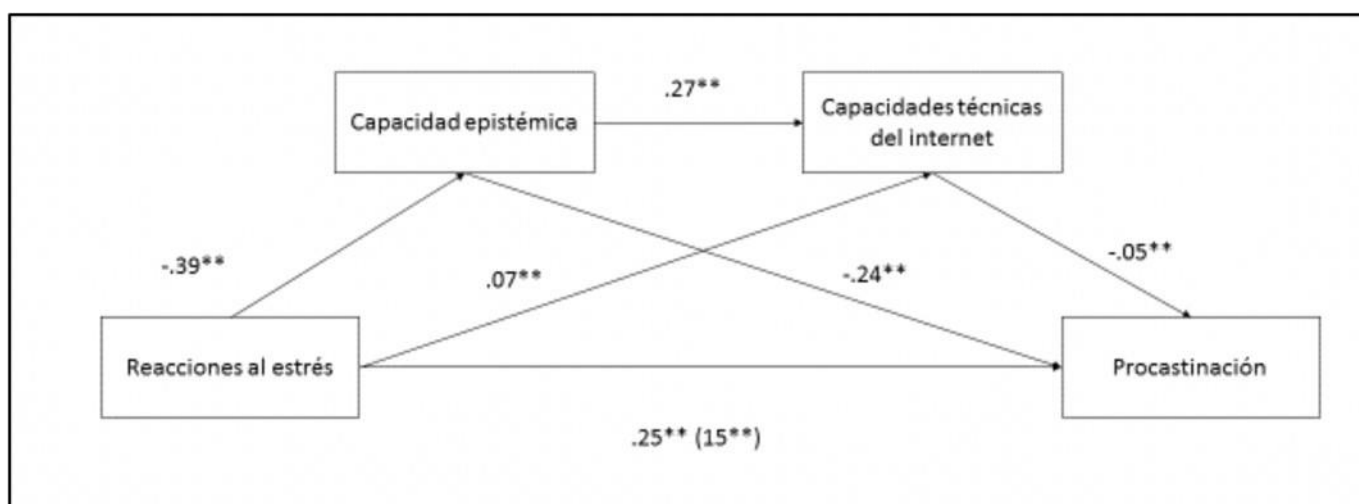 .27**
Capacidad epistémica
Capacidades técnicas
del internet
-.39**
.07**
-.24**
-.05**
Reacciones al estrés
Procastinación
.25** (15**)